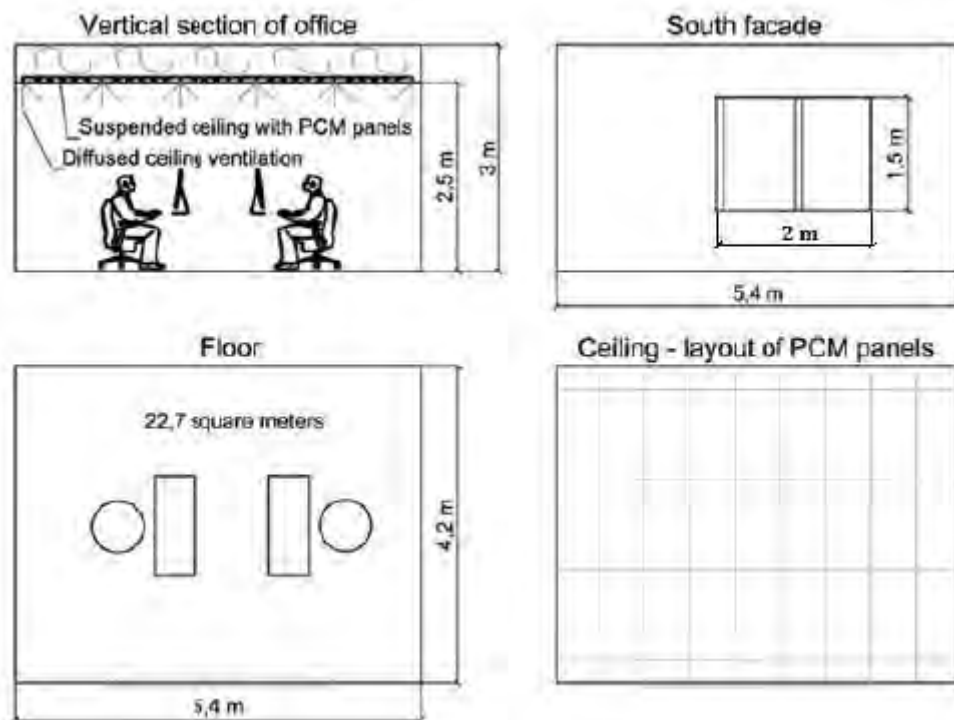 Vertical section of office
Suspended ceiling with PCM panels
Diffused ceiling ventilation
2,5 m
3 m
South facade
1,5 m
2 m
5,4 m
Floor
22,7 square meters
4,2 m
5,4 m
Ceiling - layout of PCM panels